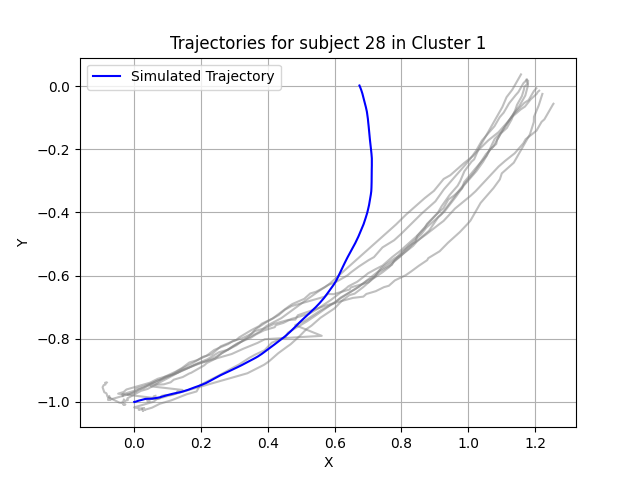 Trajectories for subject 28 in Cluster 1
Simulated Trajectory
Y
0.0
−0.2
−0.4
−0.6
−0.8
−1.0
0.0 0.2 0.4 0.6 0.8 1.0 1.2
X